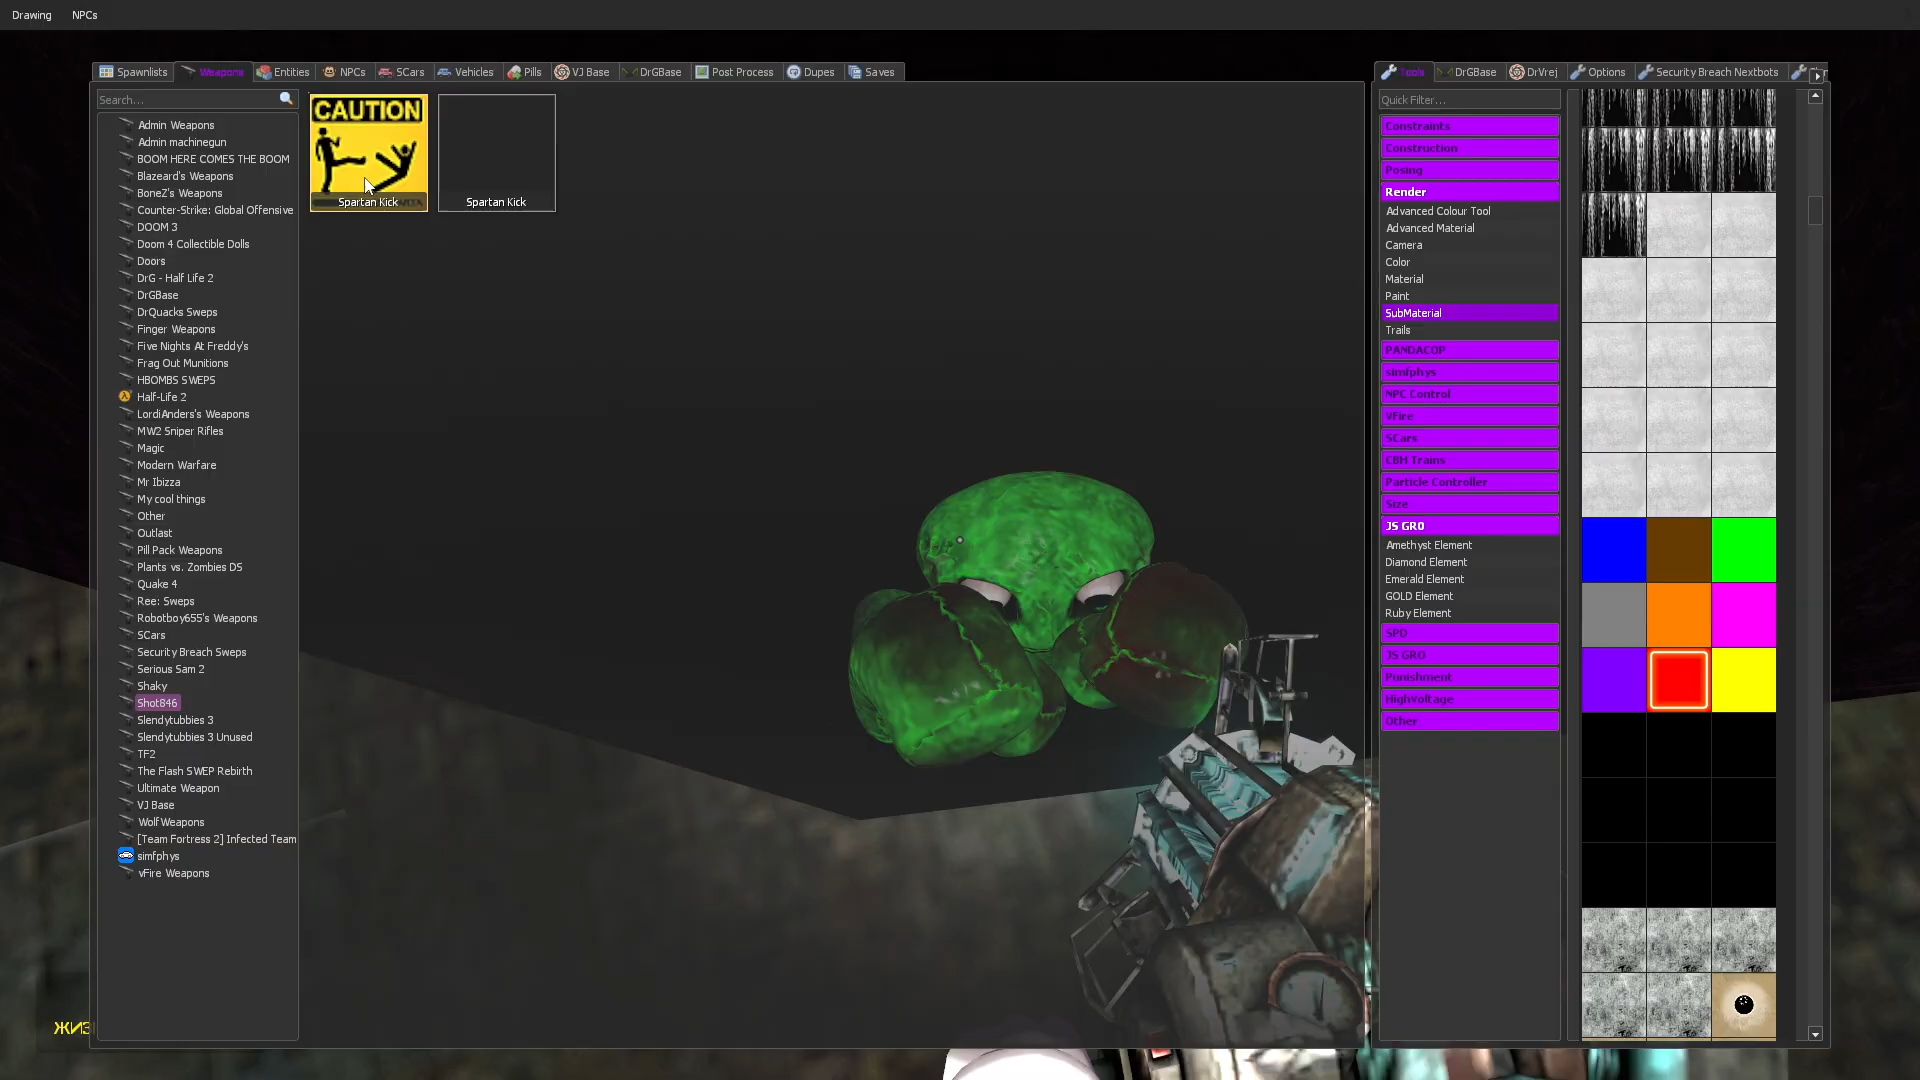 Drawing NPCs
Spawnlists Weapons Entities NPCs SCars Vehicles Pills VJ Base DrGBase Post Process Dupes Saves
Tools DrGBase DrVrej Options Security Breach Nextbots
Search...
Admin Weapons
Admin machinegun
BOOM HERE COMES THE BOOM
Blazeard's Weapons
BoneZ's Weapons
Counter-Strike: Global Offensive
DOOM 3
Doom 4 Collectible Dolls
Doors
DrG - Half Life 2
DrGBase
DrQuacks Sweps
Finger Weapons
Five Nights At Freddy's
Frag Out Munitions
HBOMBS SWEPS
Half-Life 2
LordiAnders's Weapons
MW2 Sniper Rifles
Magic
Modern Warfare
Mr Ibizza
My cool things
Other
Outlast
Pill Pack Weapons
Plants vs. Zombies DS
Quake 4
Ree: Sweps
Robotboy655's Weapons
SCars
Security Breach Sweps
Serious Sam 2
Shaky
Shot846
Slendytubbies 3
Slendytubbies 3 Unused
TF2
The Flash SWEP Rebirth
Ultimate Weapon
VJ Base
WolfWeapons
[Team Fortress 2] Infected Team
simfphys
vFire Weapons
CAUTION
Spartan Kick
Spartan Kick
Quick Filter...
Constraints
Construction
Posing
Render
Advanced Colour Tool
Advanced Material
Camera
Color
Material
Paint
SubMaterial
Trails
PANDACOP
simfphys
NPC Control
vFire
SCars
CBH Trains
Particle Controller
Size
JS GRO
Amethyst Element
Diamond Element
Emerald Element
GOLD Element
Ruby Element
SPD
JS GRO
Punishment
HighVoltage
Other
ЖИЗ